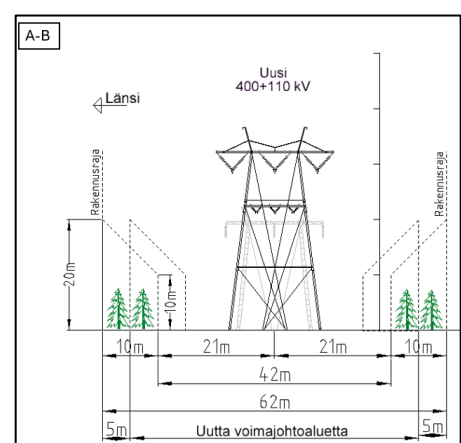 A-B
Uusi
400+110 kV
Länsi
Rakennusraja
Rakennusraja
20m
10m
10m
21m
21m
10m
42m
62m
5m
Uutta voimajohtoaluetta
5m